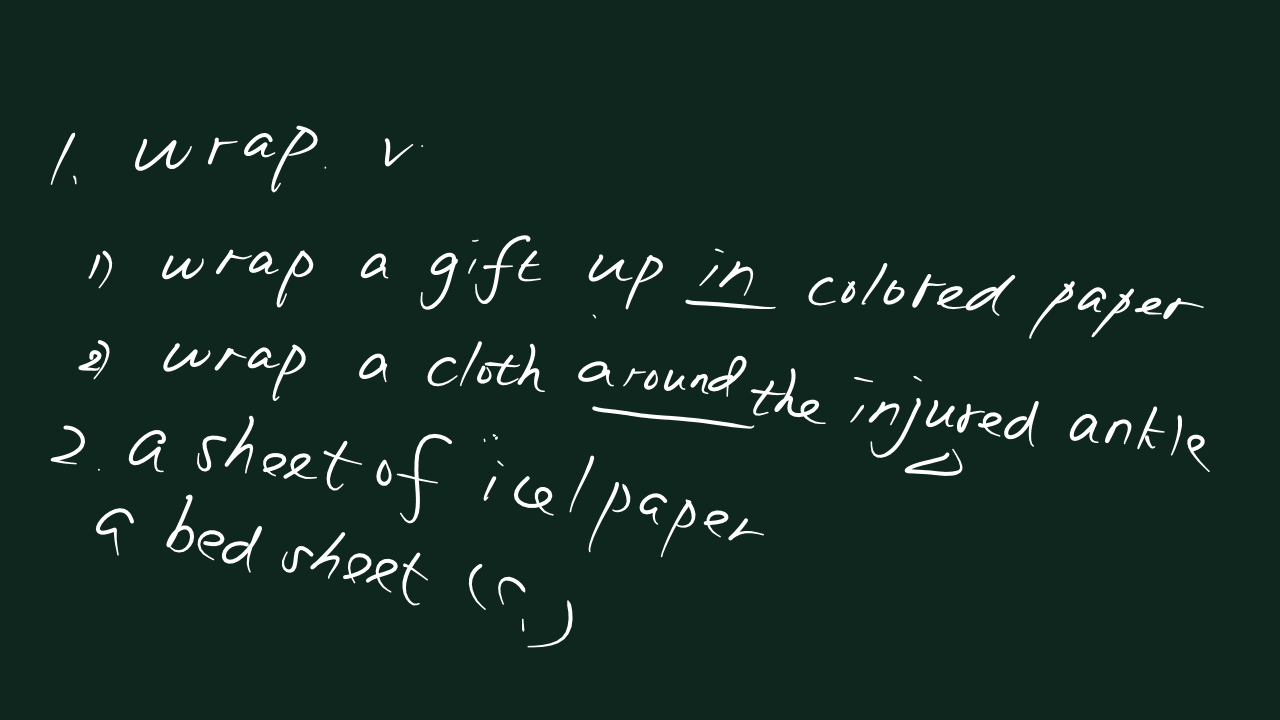 1. wrap. v.
1) wrap a gift up in colored paper
2) wrap a cloth around the injured ankle
2. a sheet of ice/paper
a bed sheet (n.)